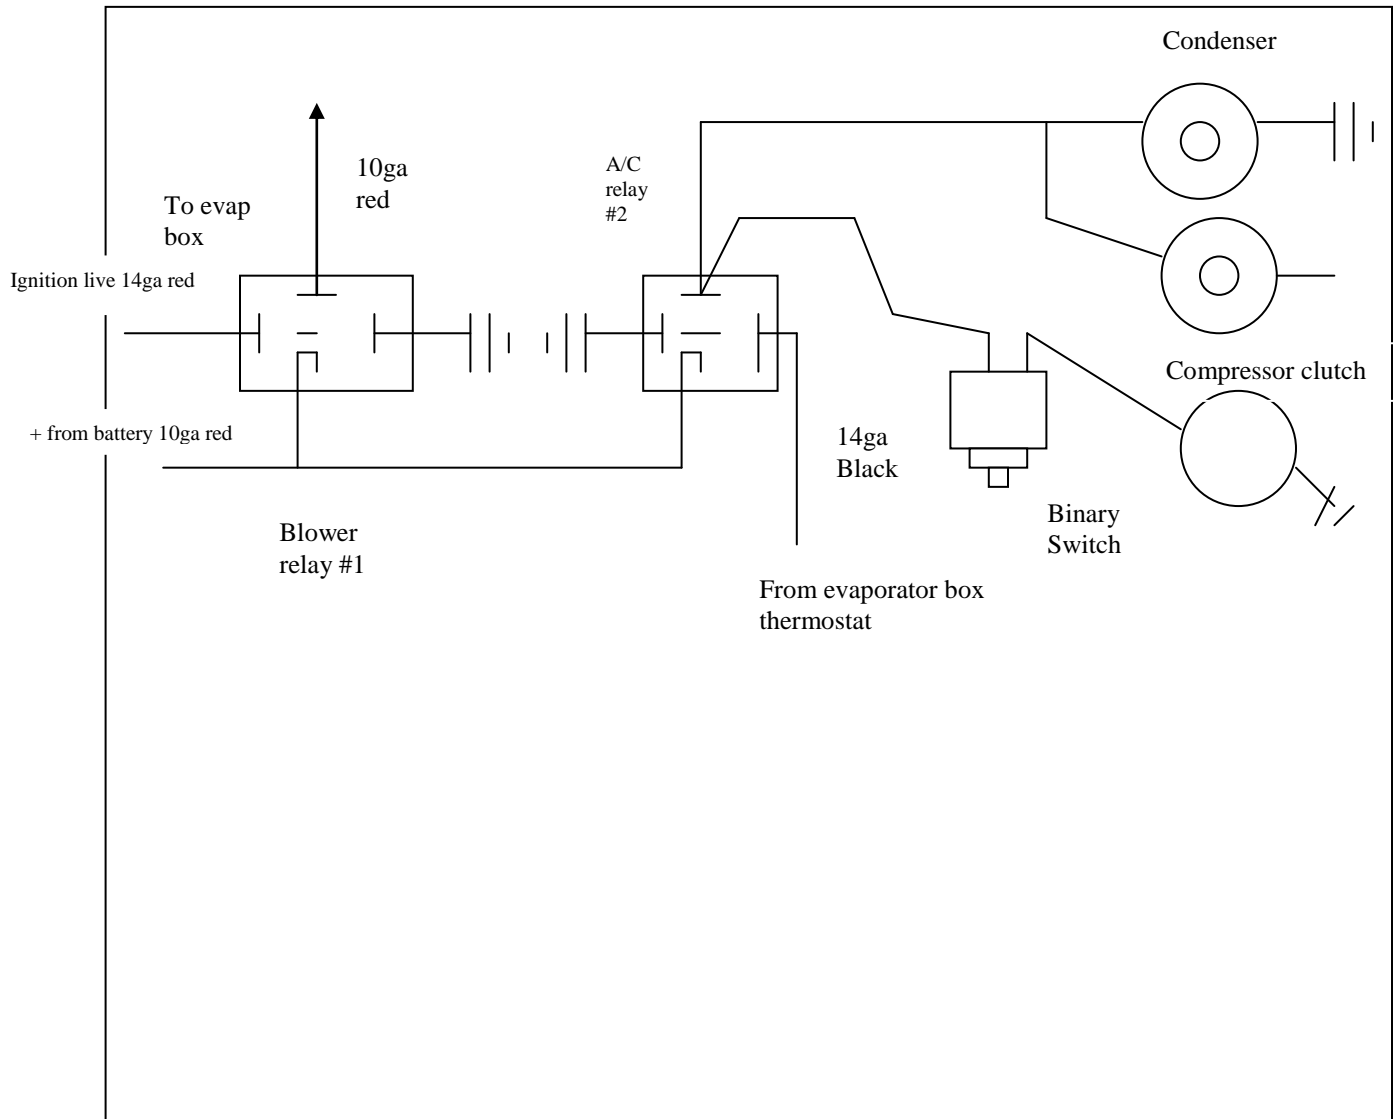 Condenser
10ga
red
A/C
relay
#2
To evap
box
Ignition live 14ga red
Compressor clutch
+ from battery 10ga red
14ga
Black
Blower
relay #1
Binary
Switch
From evaporator box
thermostat